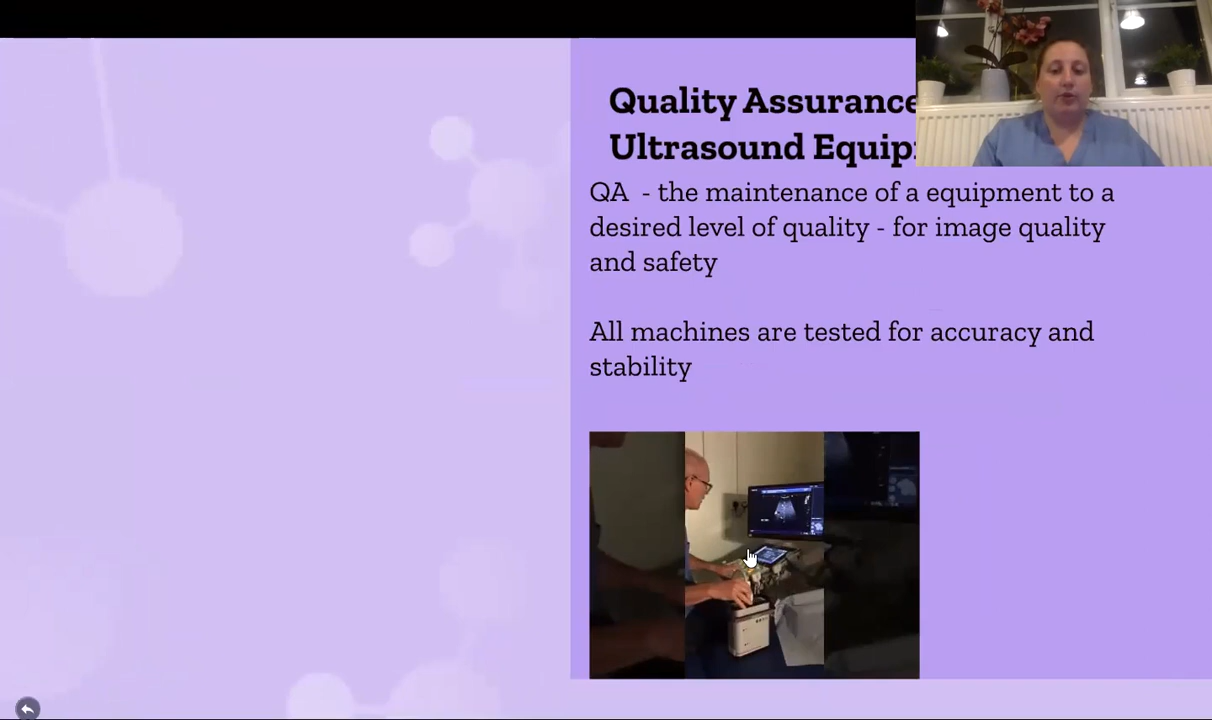 Quality Assurance
Ultrasound
QA - the maintenance of a equipment to a
desired level of quality - for image quality
and safety
All machines are tested for accuracy and
stability